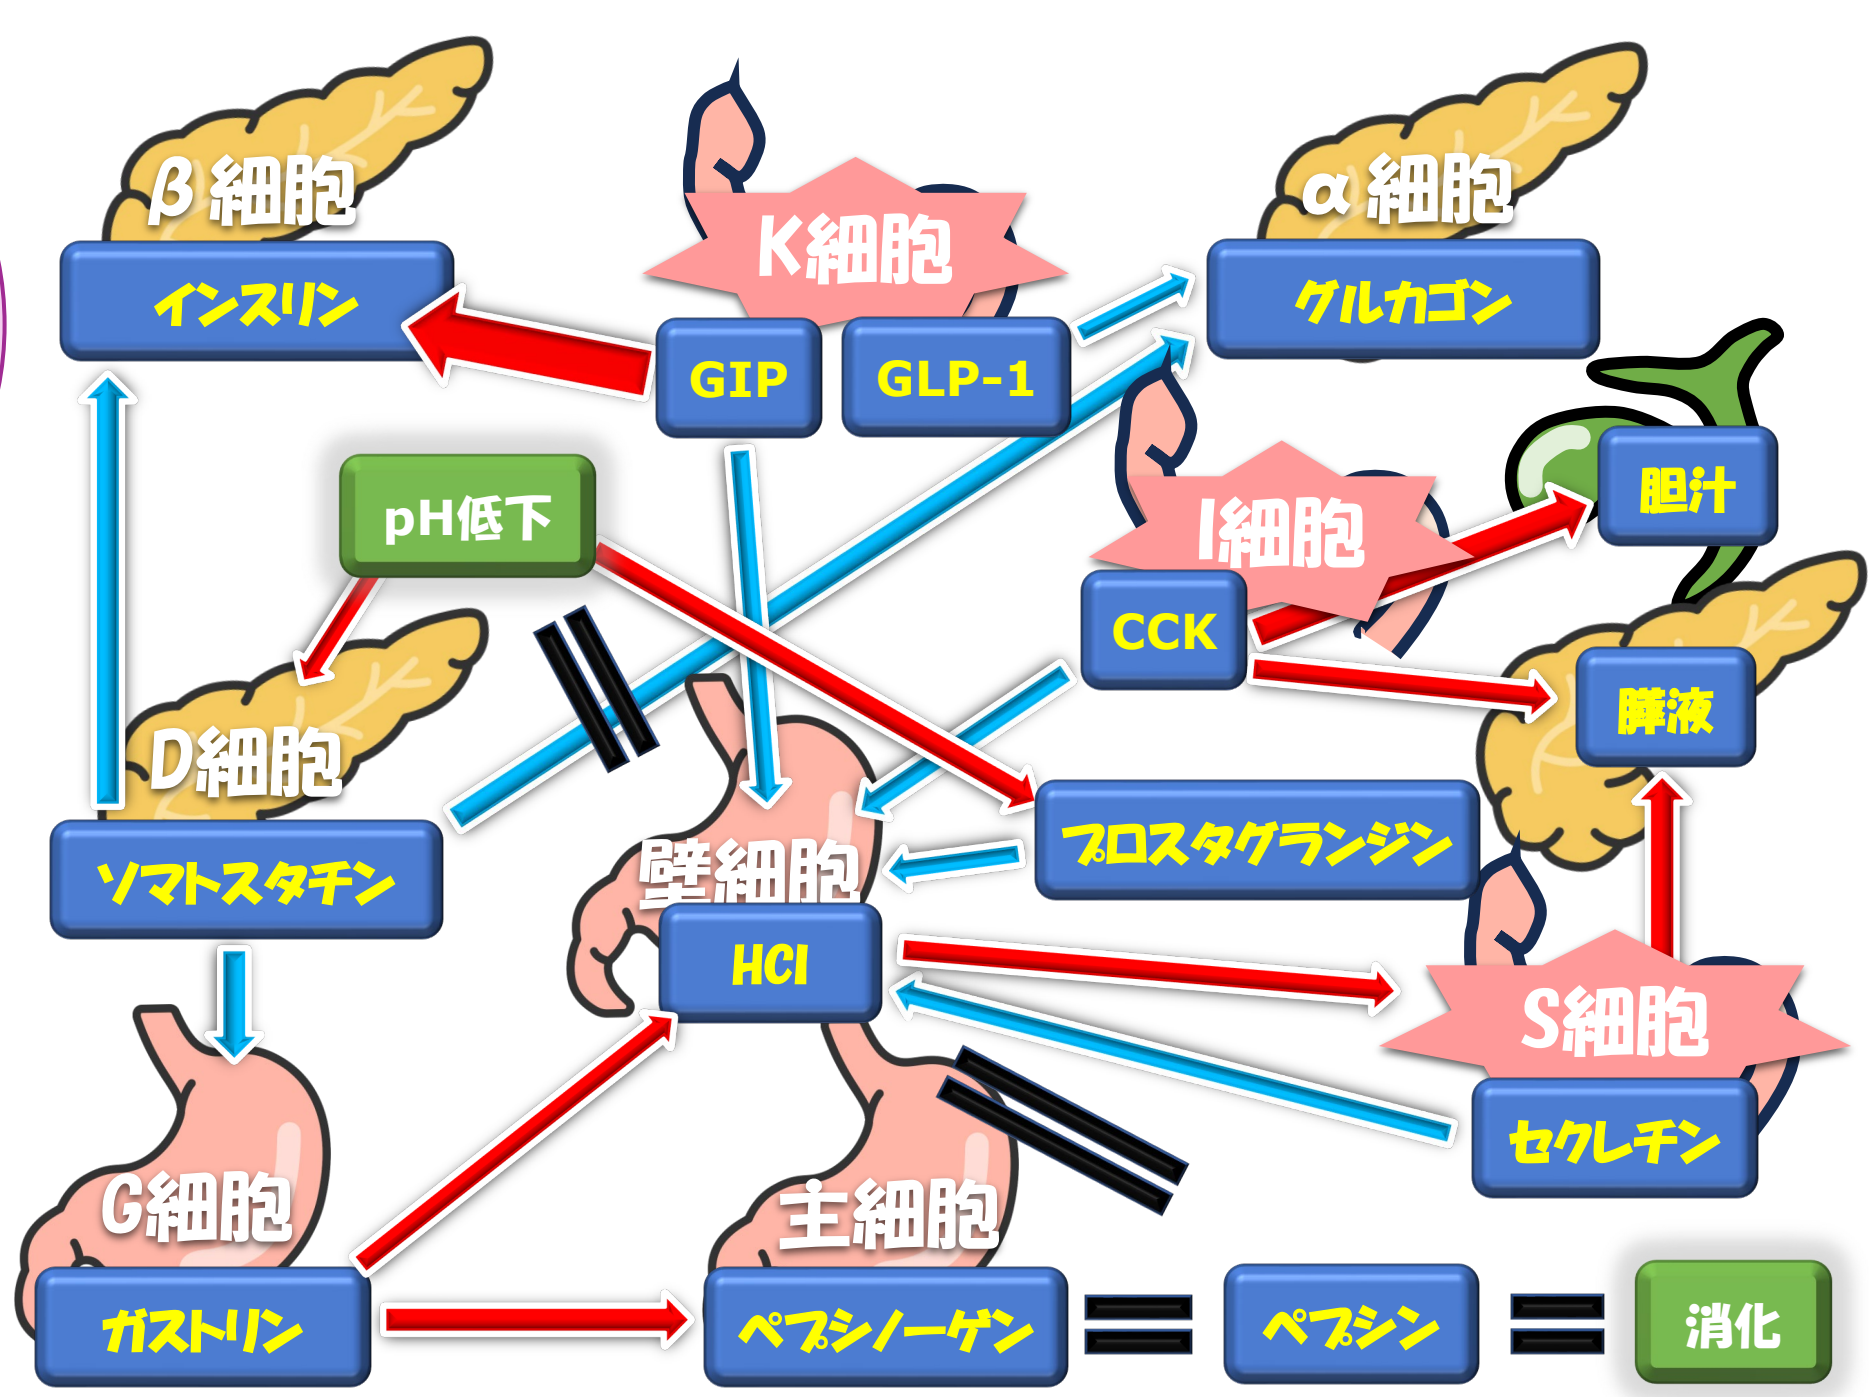 β細胞
インスリン
K細胞
GIP
GLP-1
α細胞
グルカゴン
pH低下
胆汁
I細胞
CCK
膵液
D細胞
ソマトスタチン
プロスタグランジン
壁細胞
HCl
S細胞
セクレチン
G細胞
ガストリン
主細胞
ペプシノーゲン
ペプシン
消化